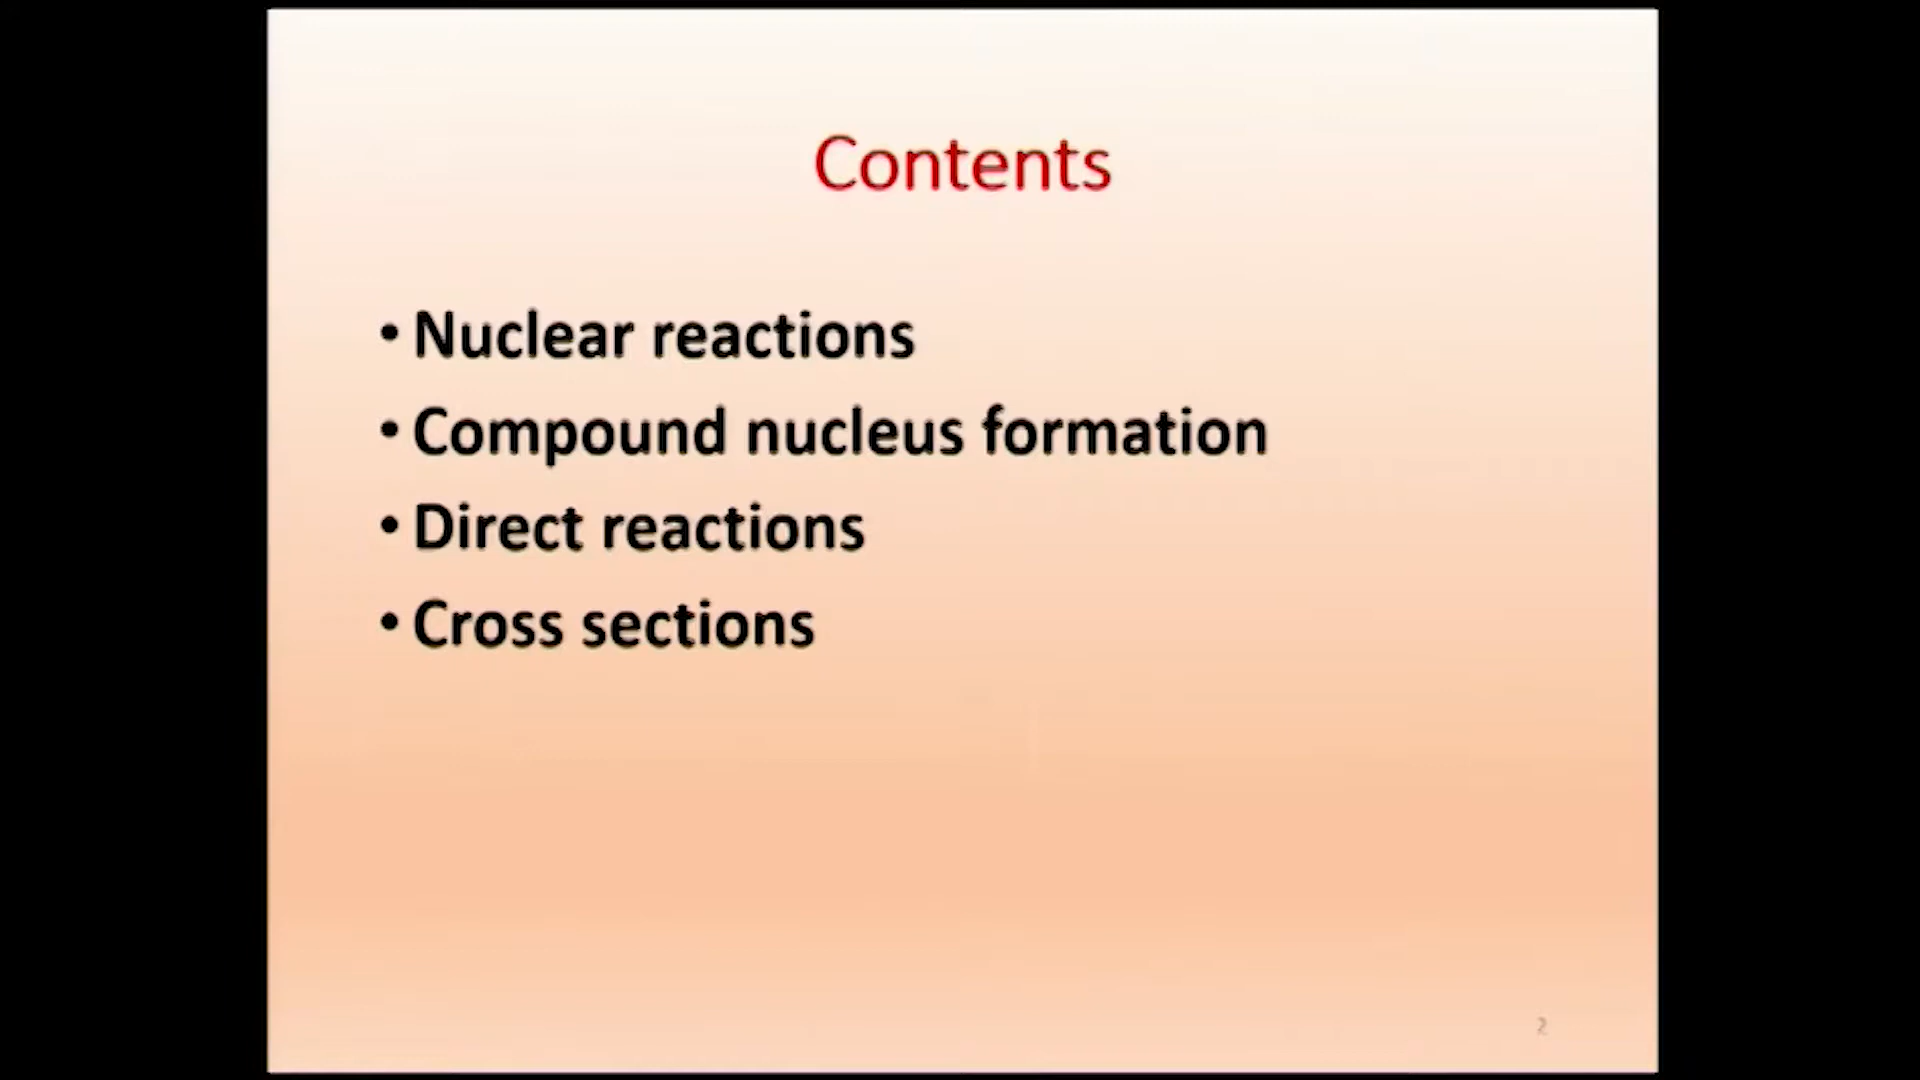 Contents
• Nuclear reactions
• Compound nucleus formation
• Direct reactions
• Cross sections
2